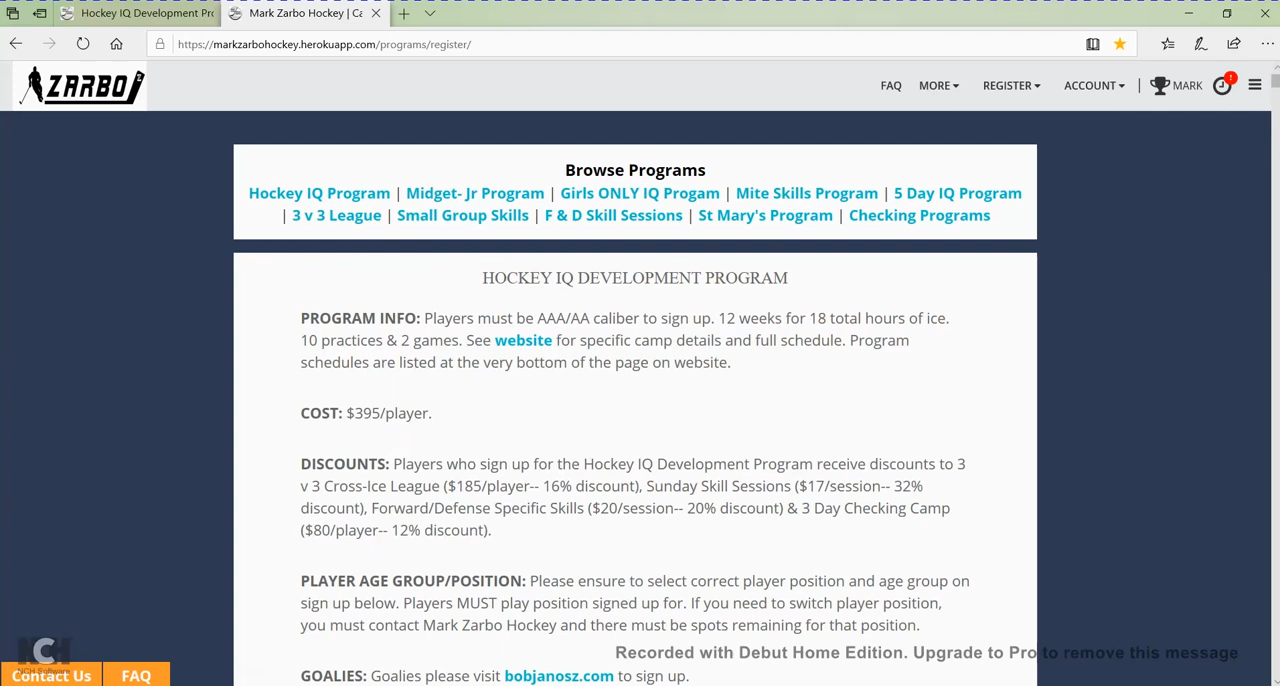 Hockey IQ Development Pr
Mark Zarbo Hockey | Ca
https://markzarbohockey.herokuapp.com/programs/register/
ZARBO
FAQ MORE REGISTER ACCOUNT | MARK !
Browse Programs
Hockey IQ Program | Midget- Jr Program | Girls ONLY IQ Progam | Mite Skills Program | 5 Day IQ Program
| 3 v 3 League | Small Group Skills | F & D Skill Sessions | St Mary's Program | Checking Programs
HOCKEY IQ DEVELOPMENT PROGRAM
PROGRAM INFO: Players must be AAA/AA caliber to sign up. 12 weeks for 18 total hours of ice.
10 practices & 2 games. See website for specific camp details and full schedule. Program
schedules are listed at the very bottom of the page on website.
COST: $395/player.
DISCOUNTS: Players who sign up for the Hockey IQ Development Program receive discounts to 3
v 3 Cross-Ice League ($185/player-- 16% discount), Sunday Skill Sessions ($17/session-- 32%
discount), Forward/Defense Specific Skills ($20/session-- 20% discount) & 3 Day Checking Camp
($80/player-- 12% discount).
PLAYER AGE GROUP/POSITION: Please ensure to select correct player position and age group on
sign up below. Players MUST play position signed up for. If you need to switch player position,
you must contact Mark Zarbo Hockey and there must be spots remaining for that position.
Recorded with Debut Home Edition. Upgrade to Pro to remove this message
NCH Software
Contact Us FAQ
GOALIES: Goalies please visit bobjanosz.com to sign up.